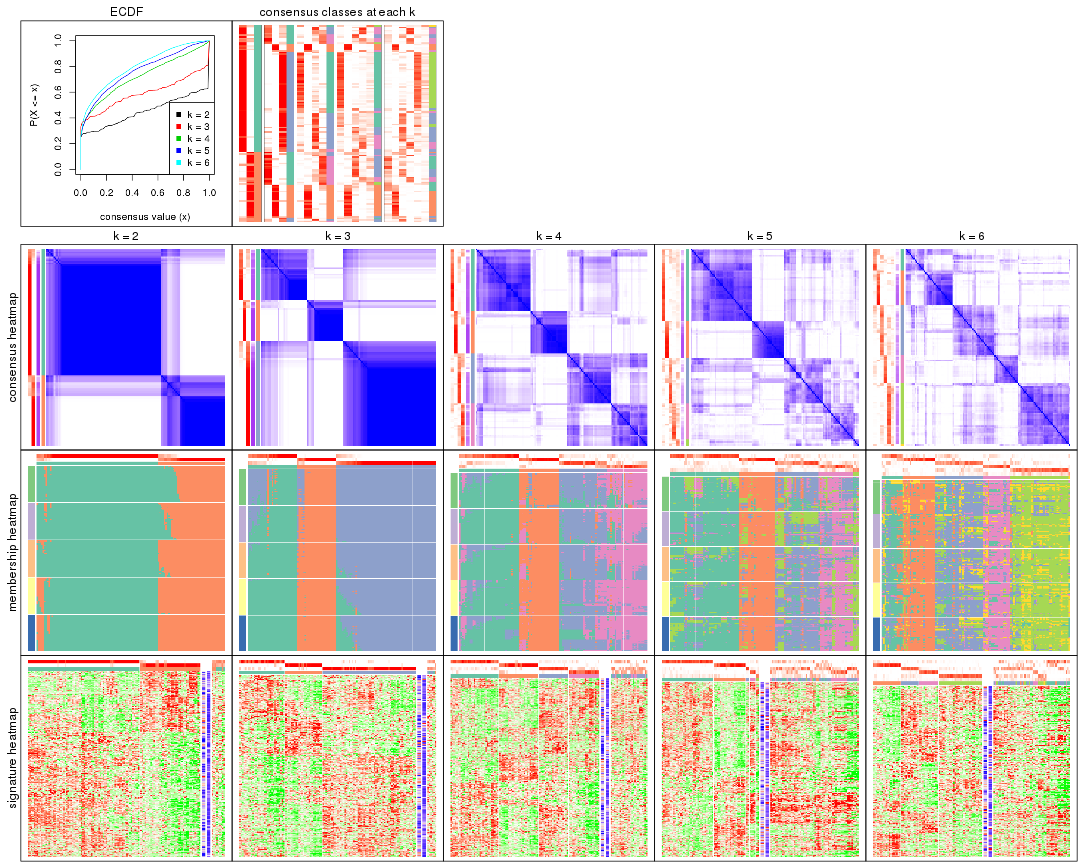 ECDF
consensus classes at each k
P(X <= x)
0.0 0.2 0.4 0.6 0.8 1.0
k = 2
k = 3
k = 4
k = 5
k = 6
0.0 0.2 0.4 0.6 0.8 1.0
consensus value (x)
k = 2
k = 3
k = 4
k = 5
k = 6
consensus heatmap
membership heatmap
signature heatmap